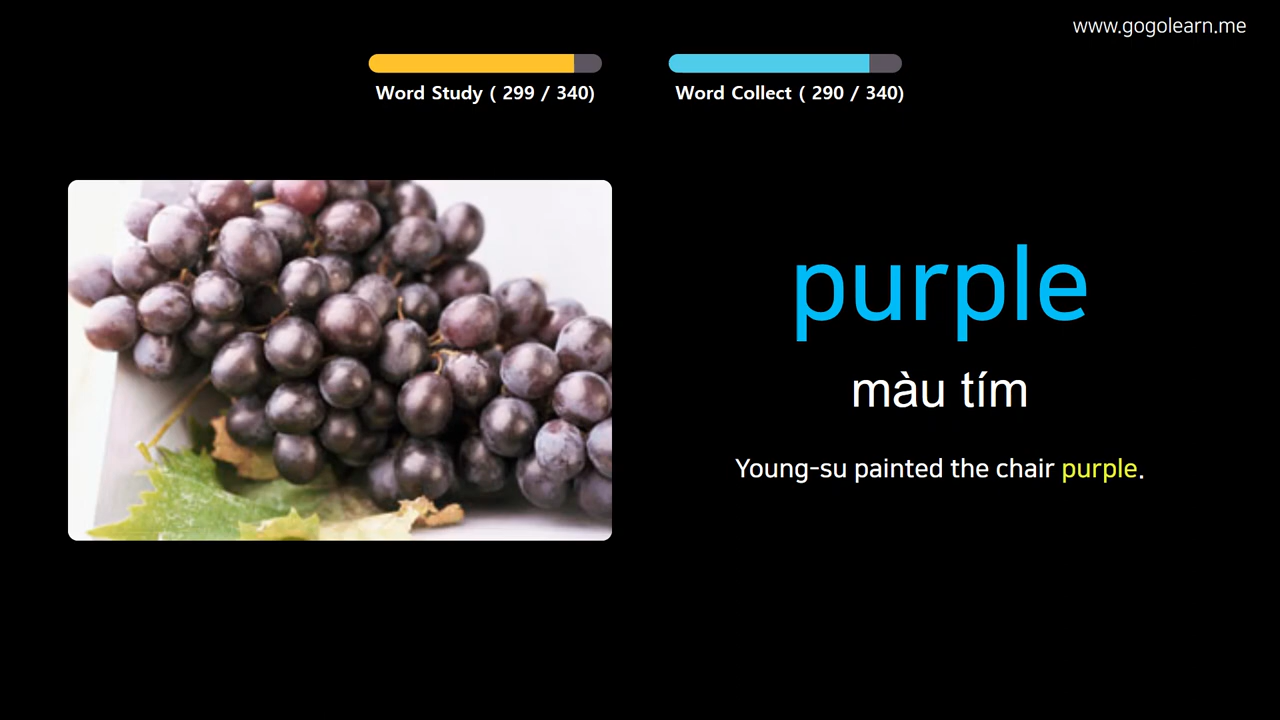 www.gogolearn.me
Word Study ( 299 / 340)
Word Collect ( 290 / 340)
purple
màu tím
Young-su painted the chair purple.